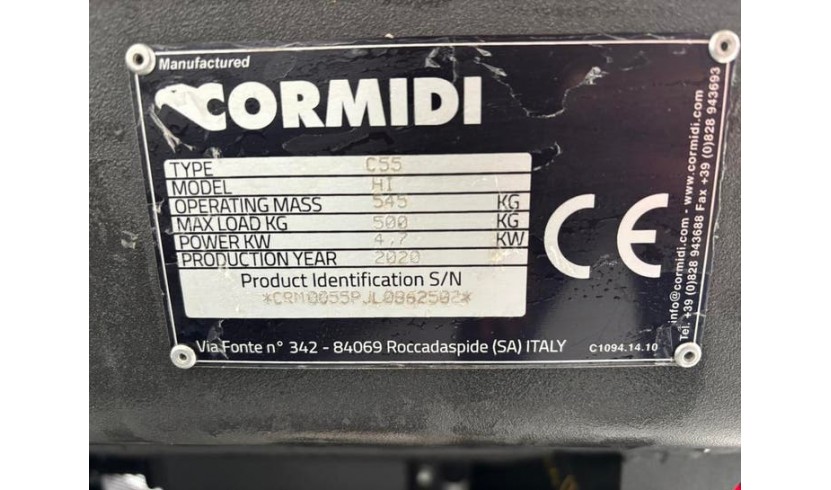 Manufactured
CORMIDI
TYPE C55
MODEL HI
OPERATING MASS 545 KG
MAX LOAD KG 500 KG
POWER KW 4.7 KW
PRODUCTION YEAR 2020
Product Identification S/N
*CRM0055PJL0862502*
Via Fonte n° 342 - 84069 Roccadaspide (SA) ITALY
C1094.14.10
CE
info@cormidi.com - www.cormidi.com
Tel. +39 (0)828 943688 Fax +39 (0)828 943693